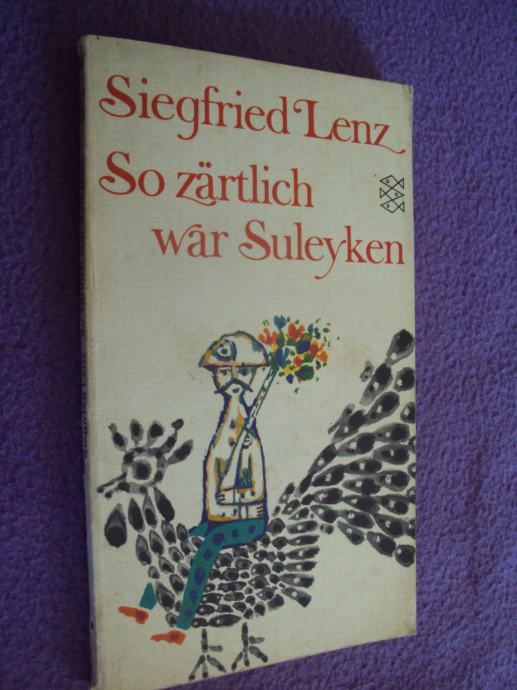 Siegfried Lenz
So zärtlich
war Suleyken